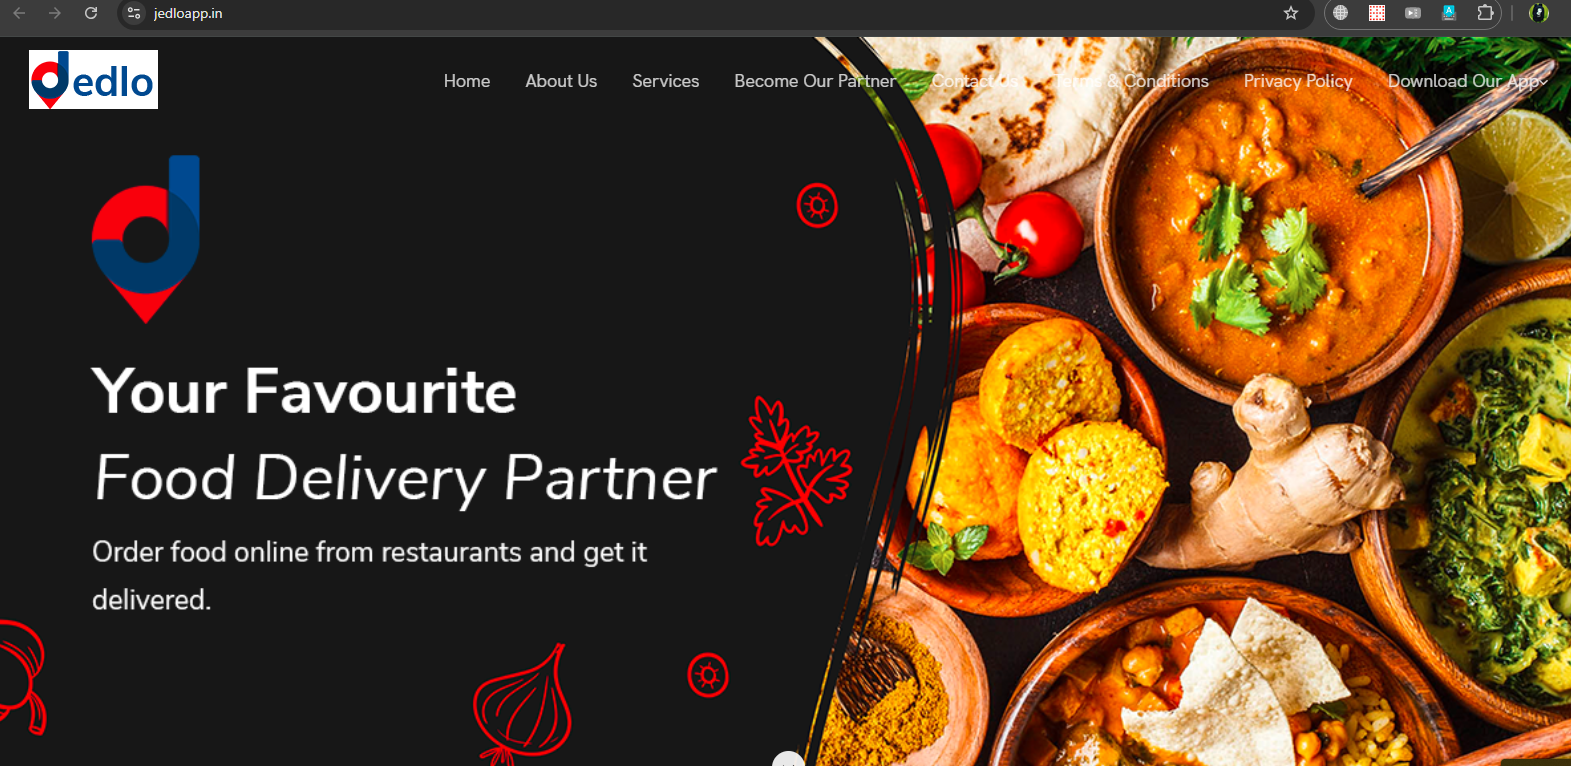 jedloapp.in
dedlo
Home About Us Services Become Our Partner Contact Us Terms & Conditions Privacy Policy Download Our App
Your Favourite
Food Delivery Partner
Order food online from restaurants and get it
delivered.